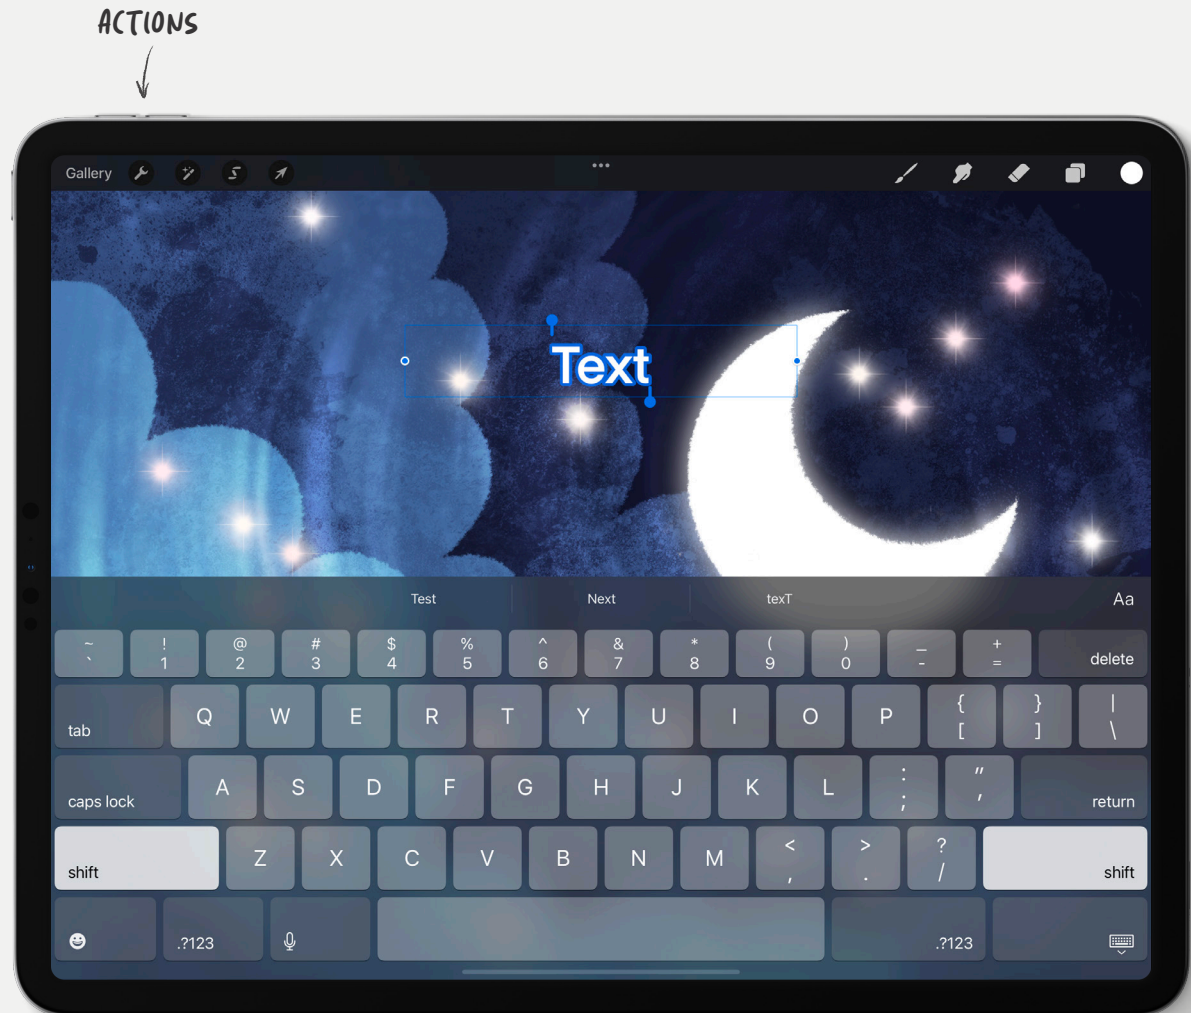 ACTIONS
Gallery
Text
Test Next texT Aa
~ ! @ # $ % ^ & * ( ) _ +
` 1 2 3 4 5 6 7 8 9 0 - = delete
tab Q W E R T Y U I O P { } |
[ ] \
caps lock A S D F G H J K L : "
; ' return
shift Z X C V B N M < > ?
, . / shift
.?123 .?123